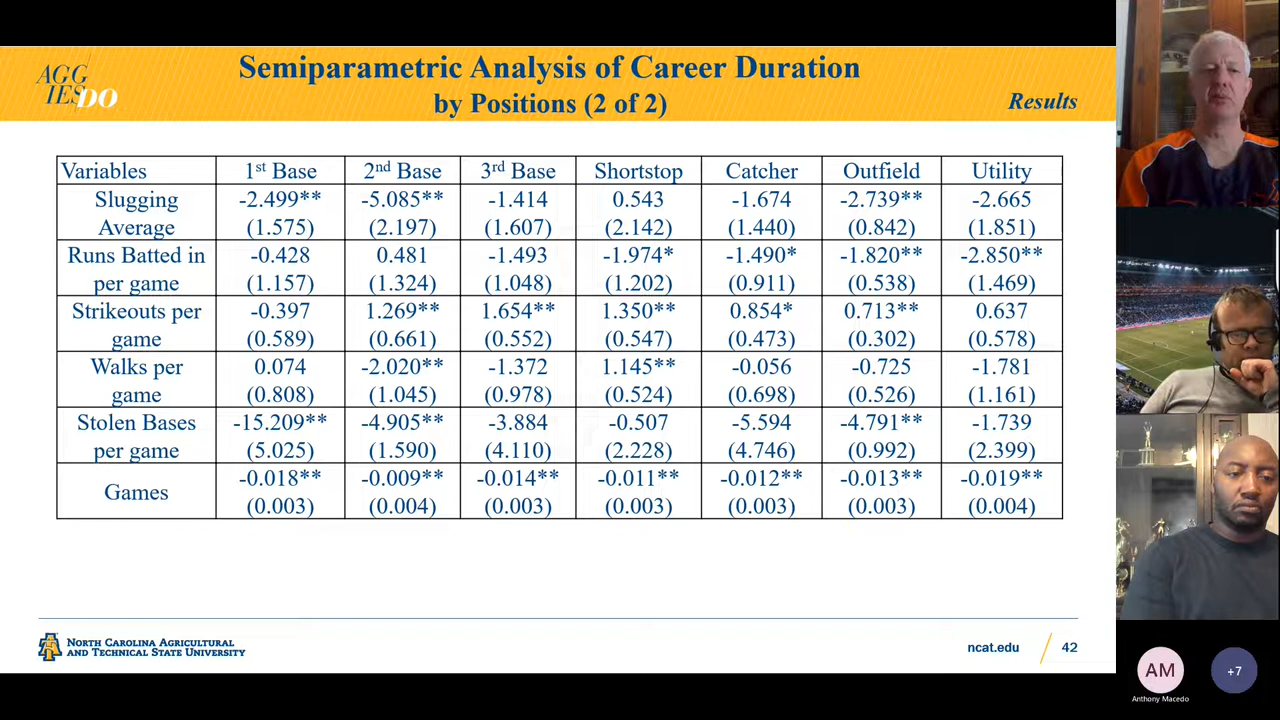 AGG
IES DO
Semiparametric Analysis of Career Duration
by Positions (2 of 2)
Results
Variables 1st Base 2nd Base 3rd Base Shortstop Catcher Outfield Utility
Slugging Average -2.499** -5.085** -1.414 0.543 -1.674 -2.739** -2.665
(1.575) (2.197) (1.607) (2.142) (1.440) (0.842) (1.851)
Runs Batted in per game -0.428 0.481 -1.493 -1.974* -1.490* -1.820** -2.850**
(1.157) (1.324) (1.048) (1.202) (0.911) (0.538) (1.469)
Strikeouts per game -0.397 1.269** 1.654** 1.350** 0.854* 0.713** 0.637
(0.589) (0.661) (0.552) (0.547) (0.473) (0.302) (0.578)
Walks per game 0.074 -2.020** -1.372 1.145** -0.056 -0.725 -1.781
(0.808) (1.045) (0.978) (0.524) (0.698) (0.526) (1.161)
Stolen Bases per game -15.209** -4.905** -3.884 -0.507 -5.594 -4.791** -1.739
(5.025) (1.590) (4.110) (2.228) (4.746) (0.992) (2.399)
Games -0.018** -0.009** -0.014** -0.011** -0.012** -0.013** -0.019**
(0.003) (0.004) (0.003) (0.003) (0.003) (0.003) (0.004)
NORTH CAROLINA AGRICULTURAL
AND TECHNICAL STATE UNIVERSITY
ncat.edu
42
AM
Anthony Macedo
+7